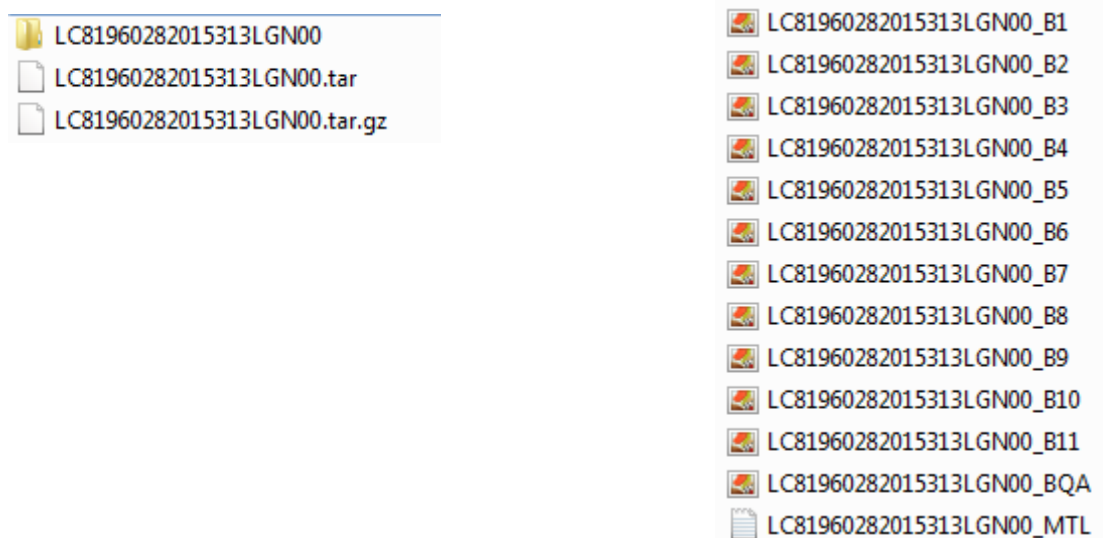 LC81960282015313LGN00
LC81960282015313LGN00.tar
LC81960282015313LGN00.tar.gz
LC81960282015313LGN00_B1
LC81960282015313LGN00_B2
LC81960282015313LGN00_B3
LC81960282015313LGN00_B4
LC81960282015313LGN00_B5
LC81960282015313LGN00_B6
LC81960282015313LGN00_B7
LC81960282015313LGN00_B8
LC81960282015313LGN00_B9
LC81960282015313LGN00_B10
LC81960282015313LGN00_B11
LC81960282015313LGN00_BQA
LC81960282015313LGN00_MTL